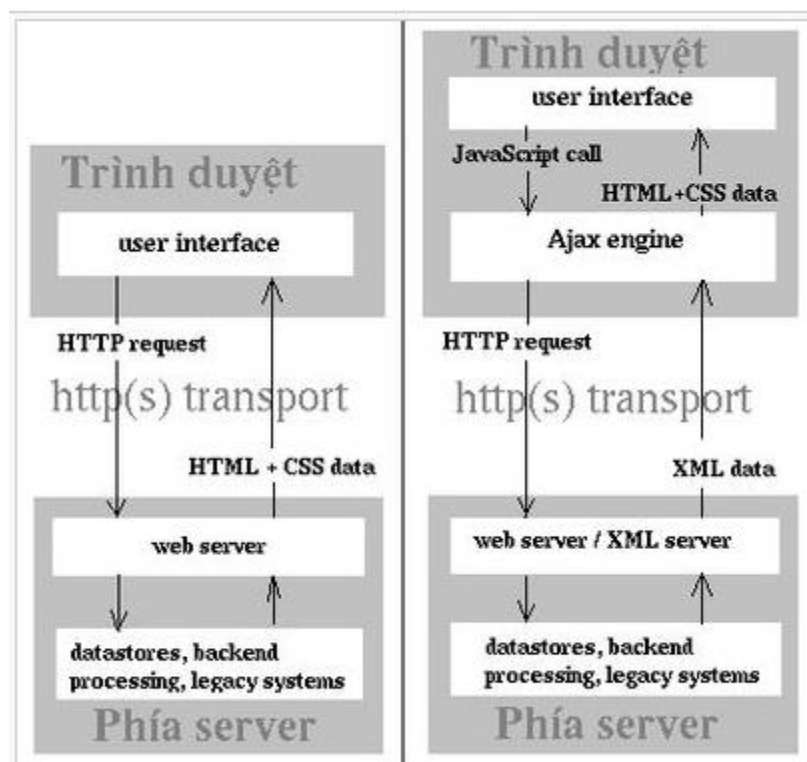 Trình duyệt
user interface
HTTP request
http(s) transport
HTML + CSS data
web server
datastores, backend
processing, legacy systems
Phía server
Trình duyệt
user interface
JavaScript call
HTML+CSS data
Ajax engine
HTTP request
http(s) transport
XML data
web server / XML server
datastores, backend
processing, legacy systems
Phía server